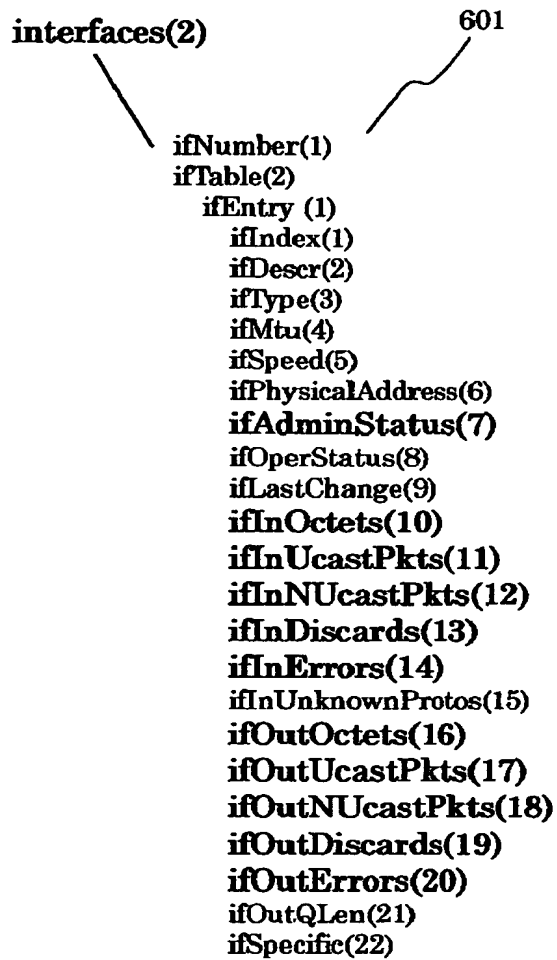 interfaces(2)
601
ifNumber(1)
ifTable(2)
ifEntry (1)
ifIndex(1)
ifDescr(2)
ifType(3)
ifMtu(4)
ifSpeed(5)
ifPhysicalAddress(6)
ifAdminStatus(7)
ifOperStatus(8)
ifLastChange(9)
ifInOctets(10)
ifInUcastPkts(11)
ifInNUcastPkts(12)
ifInDiscards(13)
ifInErrors(14)
ifInUnknownProtos(15)
ifOutOctets(16)
ifOutUcastPkts(17)
ifOutNUcastPkts(18)
ifOutDiscards(19)
ifOutErrors(20)
ifOutQLen(21)
ifSpecific(22)